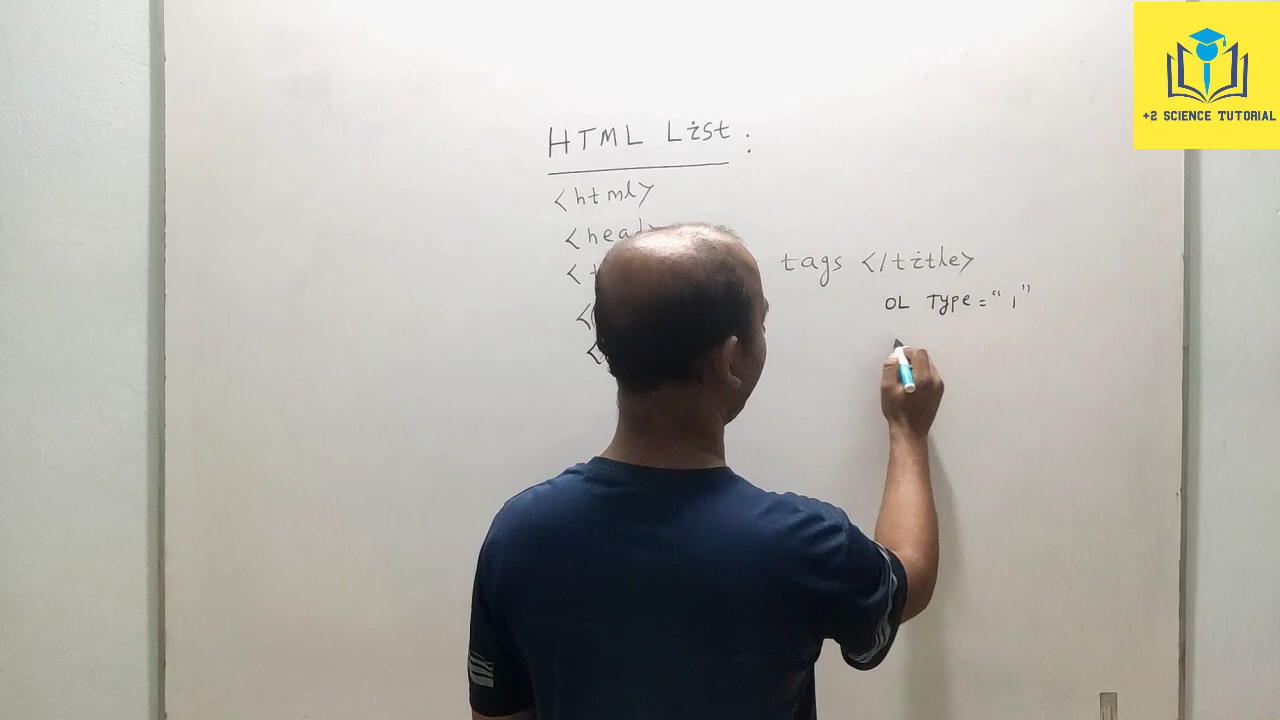 HTML List :
<html>
<head>
tags </title>
OL Type = "1"
+2 SCIENCE TUTORIAL